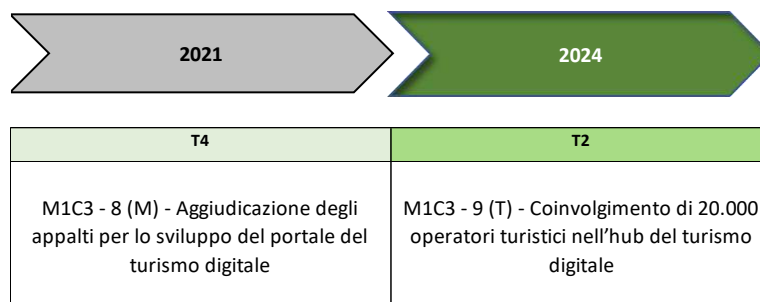 2021
2024
T4
T2
M1C3 - 8 (M) - Aggiudicazione degli
appalti per lo sviluppo del portale del
turismo digitale
M1C3 - 9 (T) - Coinvolgimento di 20.000
operatori turistici nell’hub del turismo
digitale